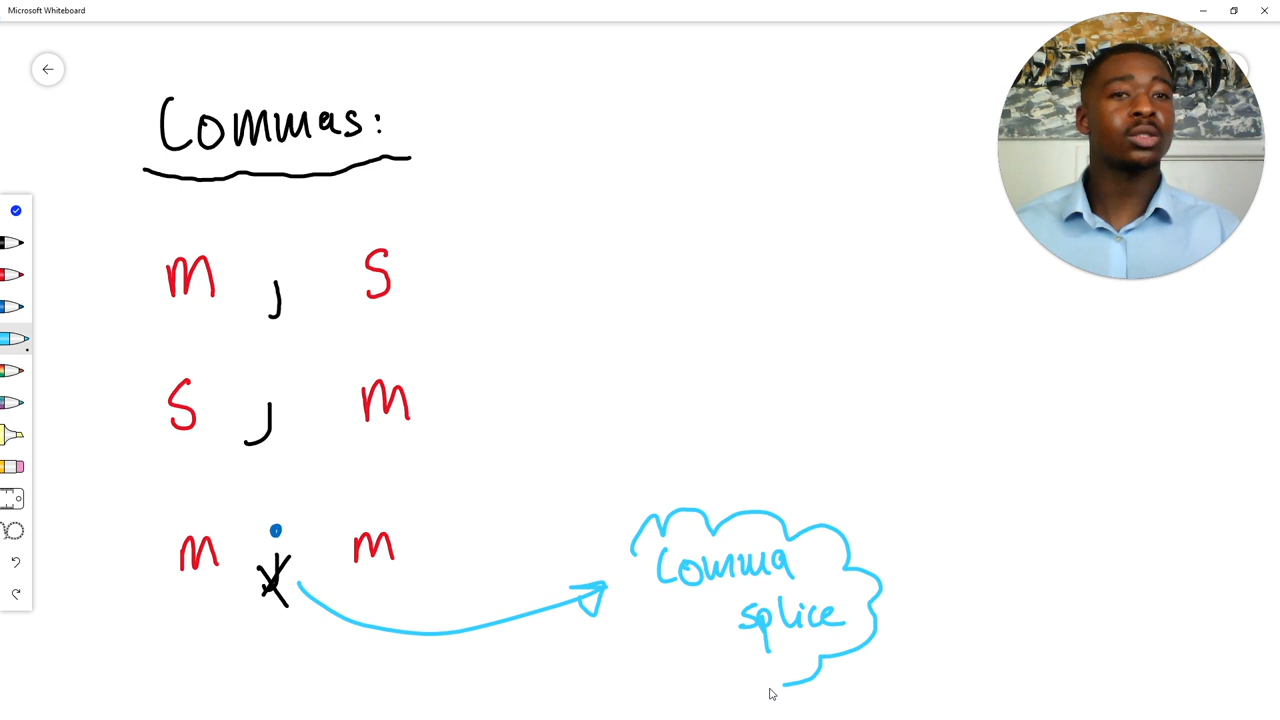 Microsoft Whiteboard
Commas:
m , s
s , m
m , m
Comma
splice